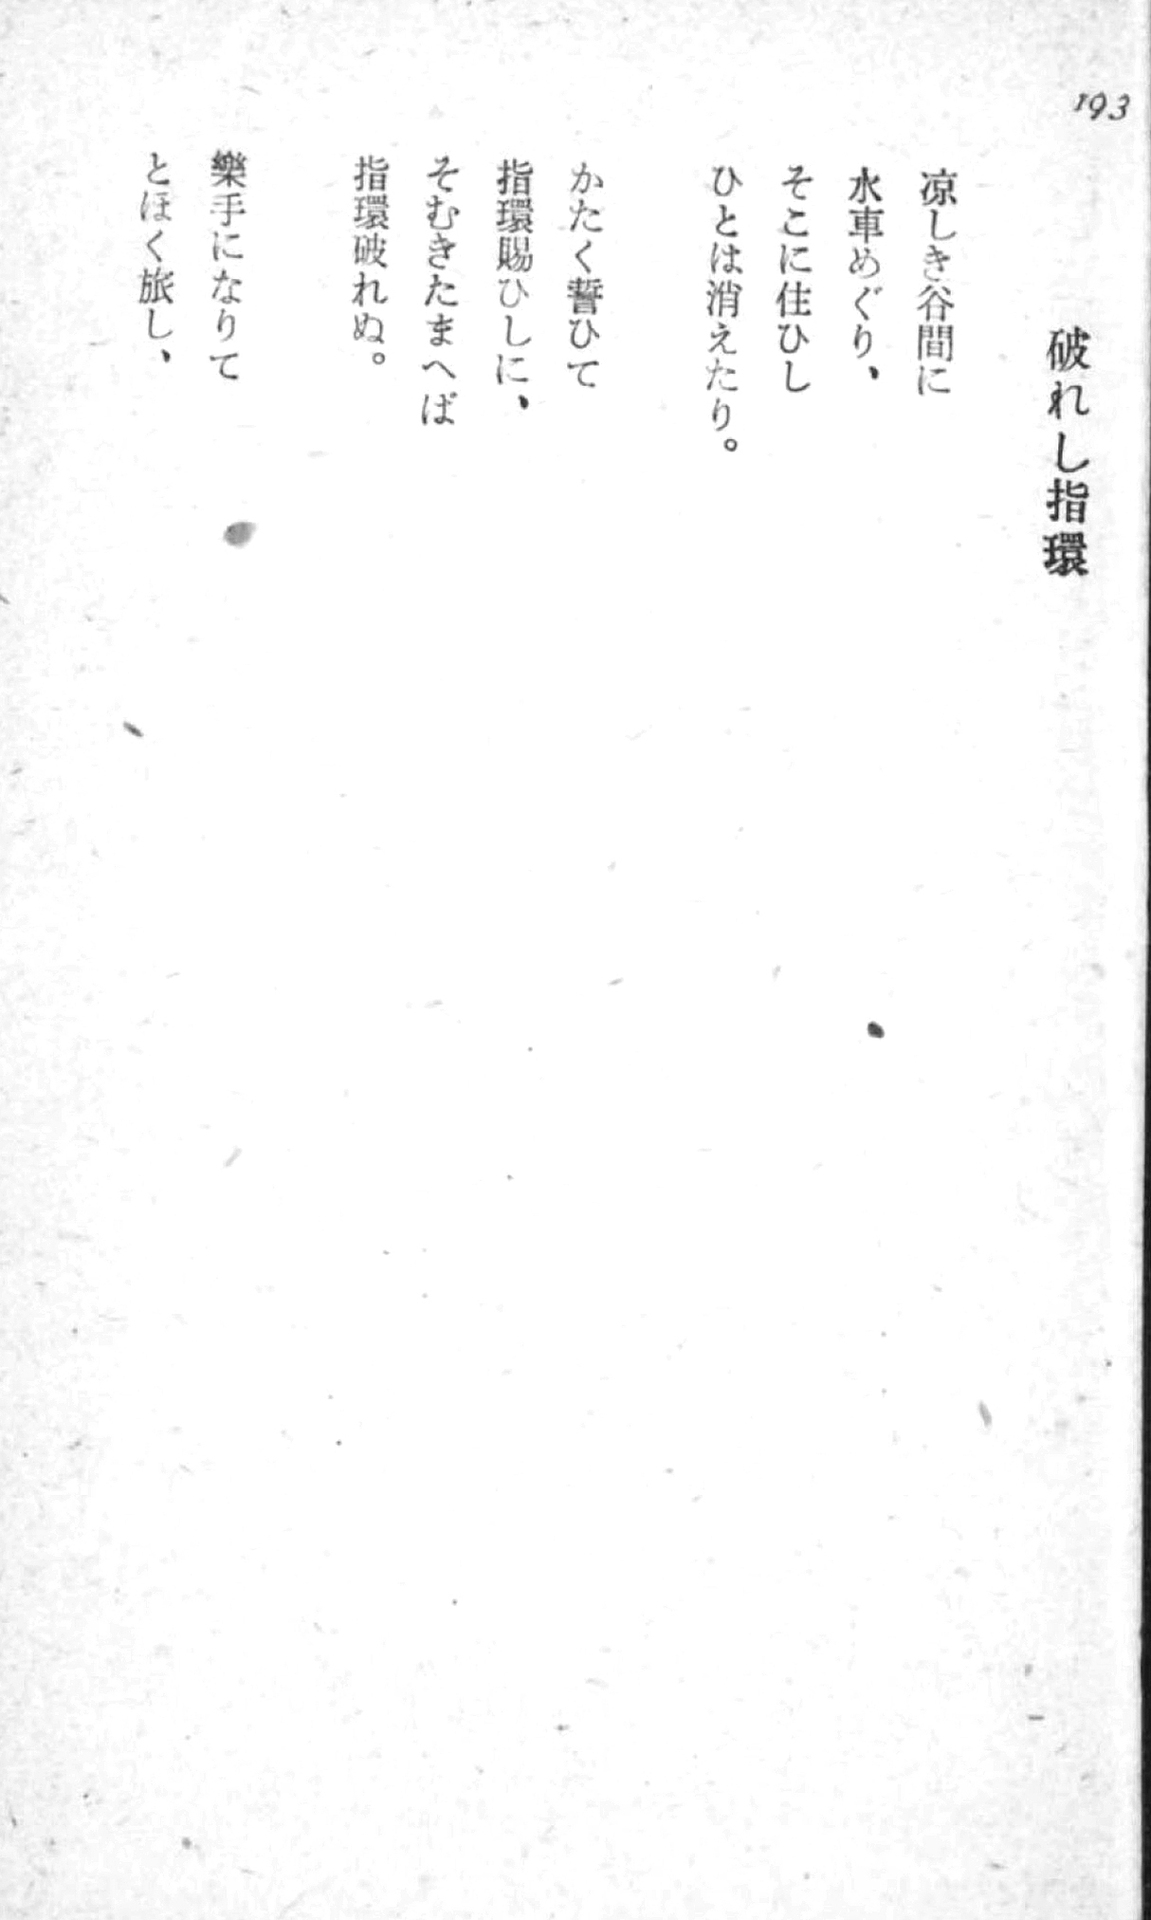 193
破れし指環
凉しき谷間に
水車めぐり、
そこに住ひし
ひとは消えたり。
かたく誓ひて
指環賜ひしに、
そむきたまへば
指環破れぬ。
樂手になりて
とほく旅し、